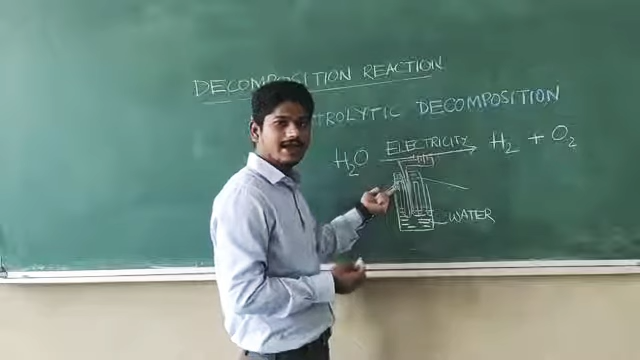 DECOMPOSITION REACTION
TROLYTIC DECOMPOSITION
H₂O ELECTRICITY → H₂ + O₂
WATER